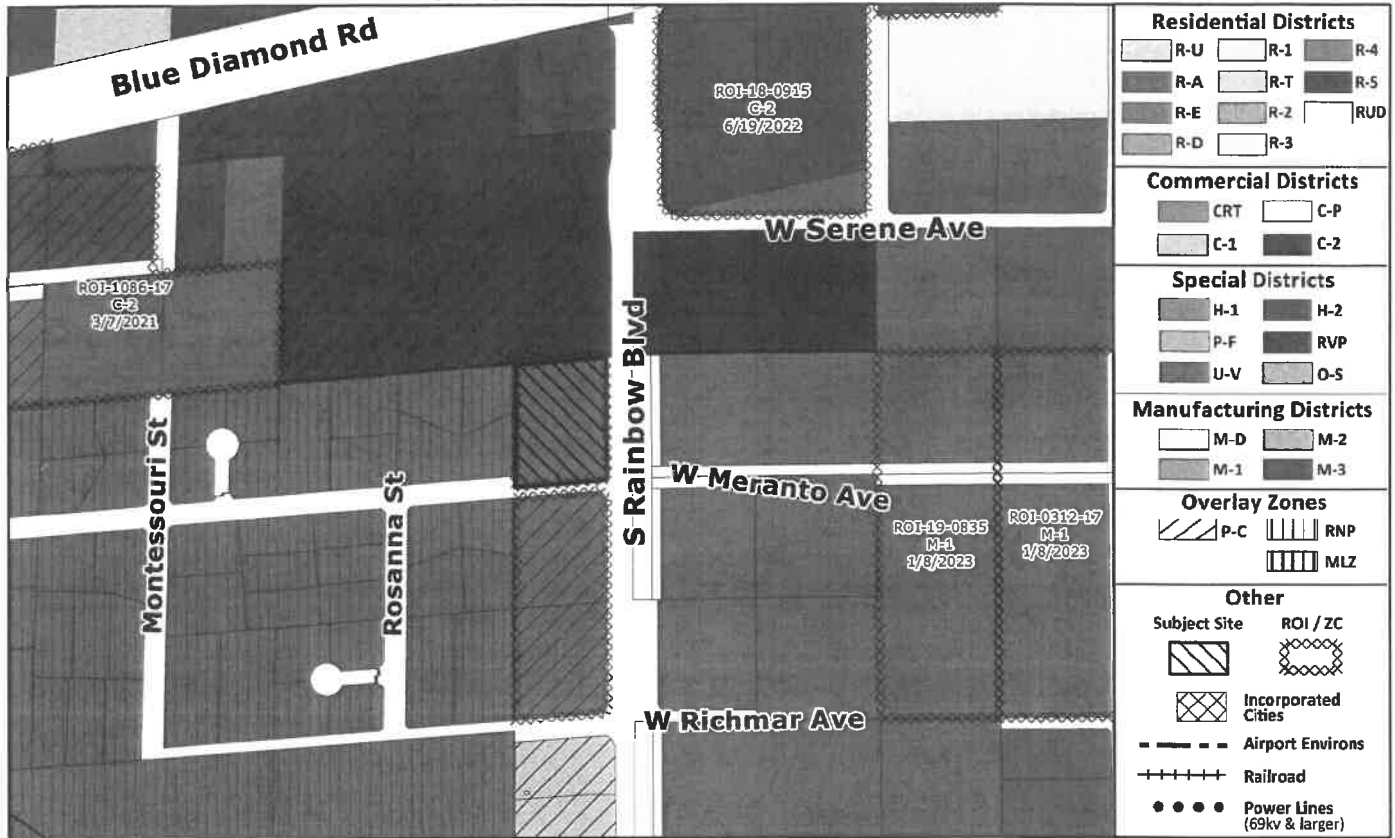 Blue Diamond Rd
ROI-18-0915
C-2
6/19/2022
W Serene Ave
ROI-1086-17
C-2
3/7/2021
S Rainbow Blvd
Montessouri St
Rosanna St
W Meranto Ave
ROI-19-0835
M-1
1/8/2023
ROI-0312-17
M-1
1/8/2023
W Richmar Ave
Residential Districts
R-U R-1 R-4
R-A R-T R-5
R-E R-2 RUD
R-D R-3
Commercial Districts
CRT C-P
C-1 C-2
Special Districts
H-1 H-2
P-F RVP
U-V O-S
Manufacturing Districts
M-D M-2
M-1 M-3
Overlay Zones
P-C RNP
MLZ
Other
Subject Site ROI / ZC
Incorporated
Cities
Airport Environs
Railroad
Power Lines
(69kv & larger)